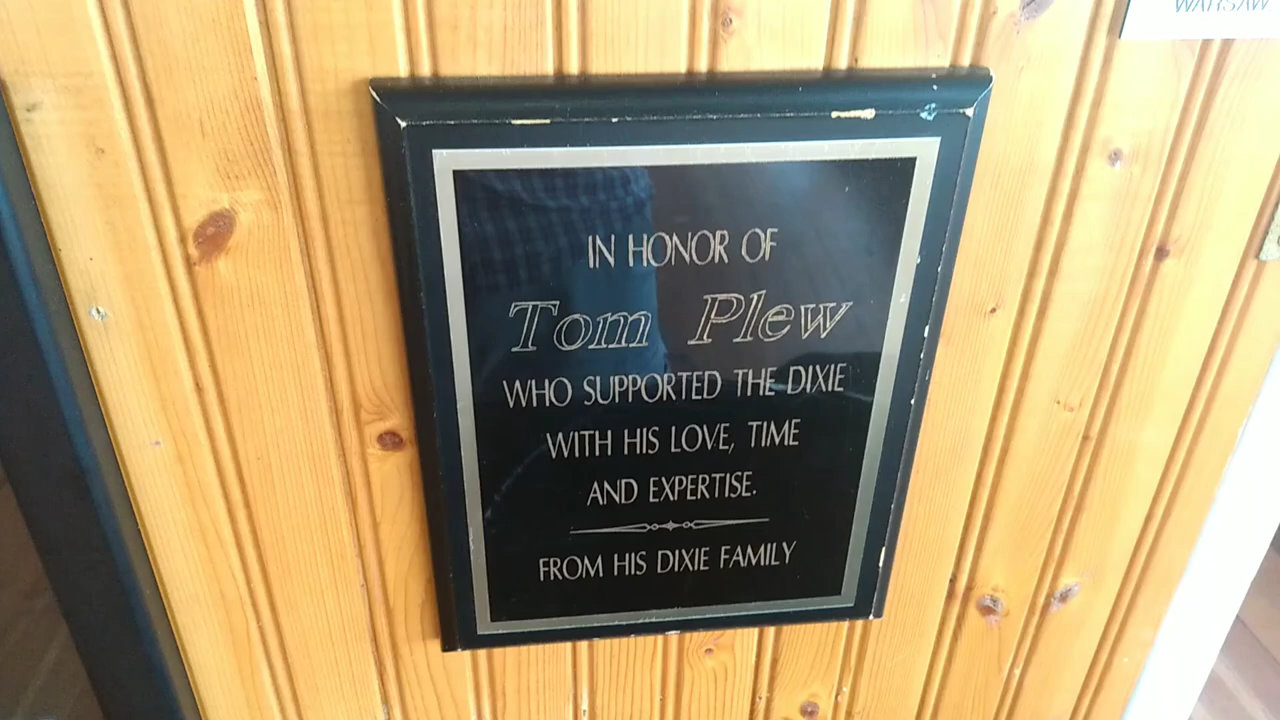 WARSAW
IN HONOR OF
Tom Plew
WHO SUPPORTED THE DIXIE
WITH HIS LOVE, TIME
AND EXPERTISE.
FROM HIS DIXIE FAMILY